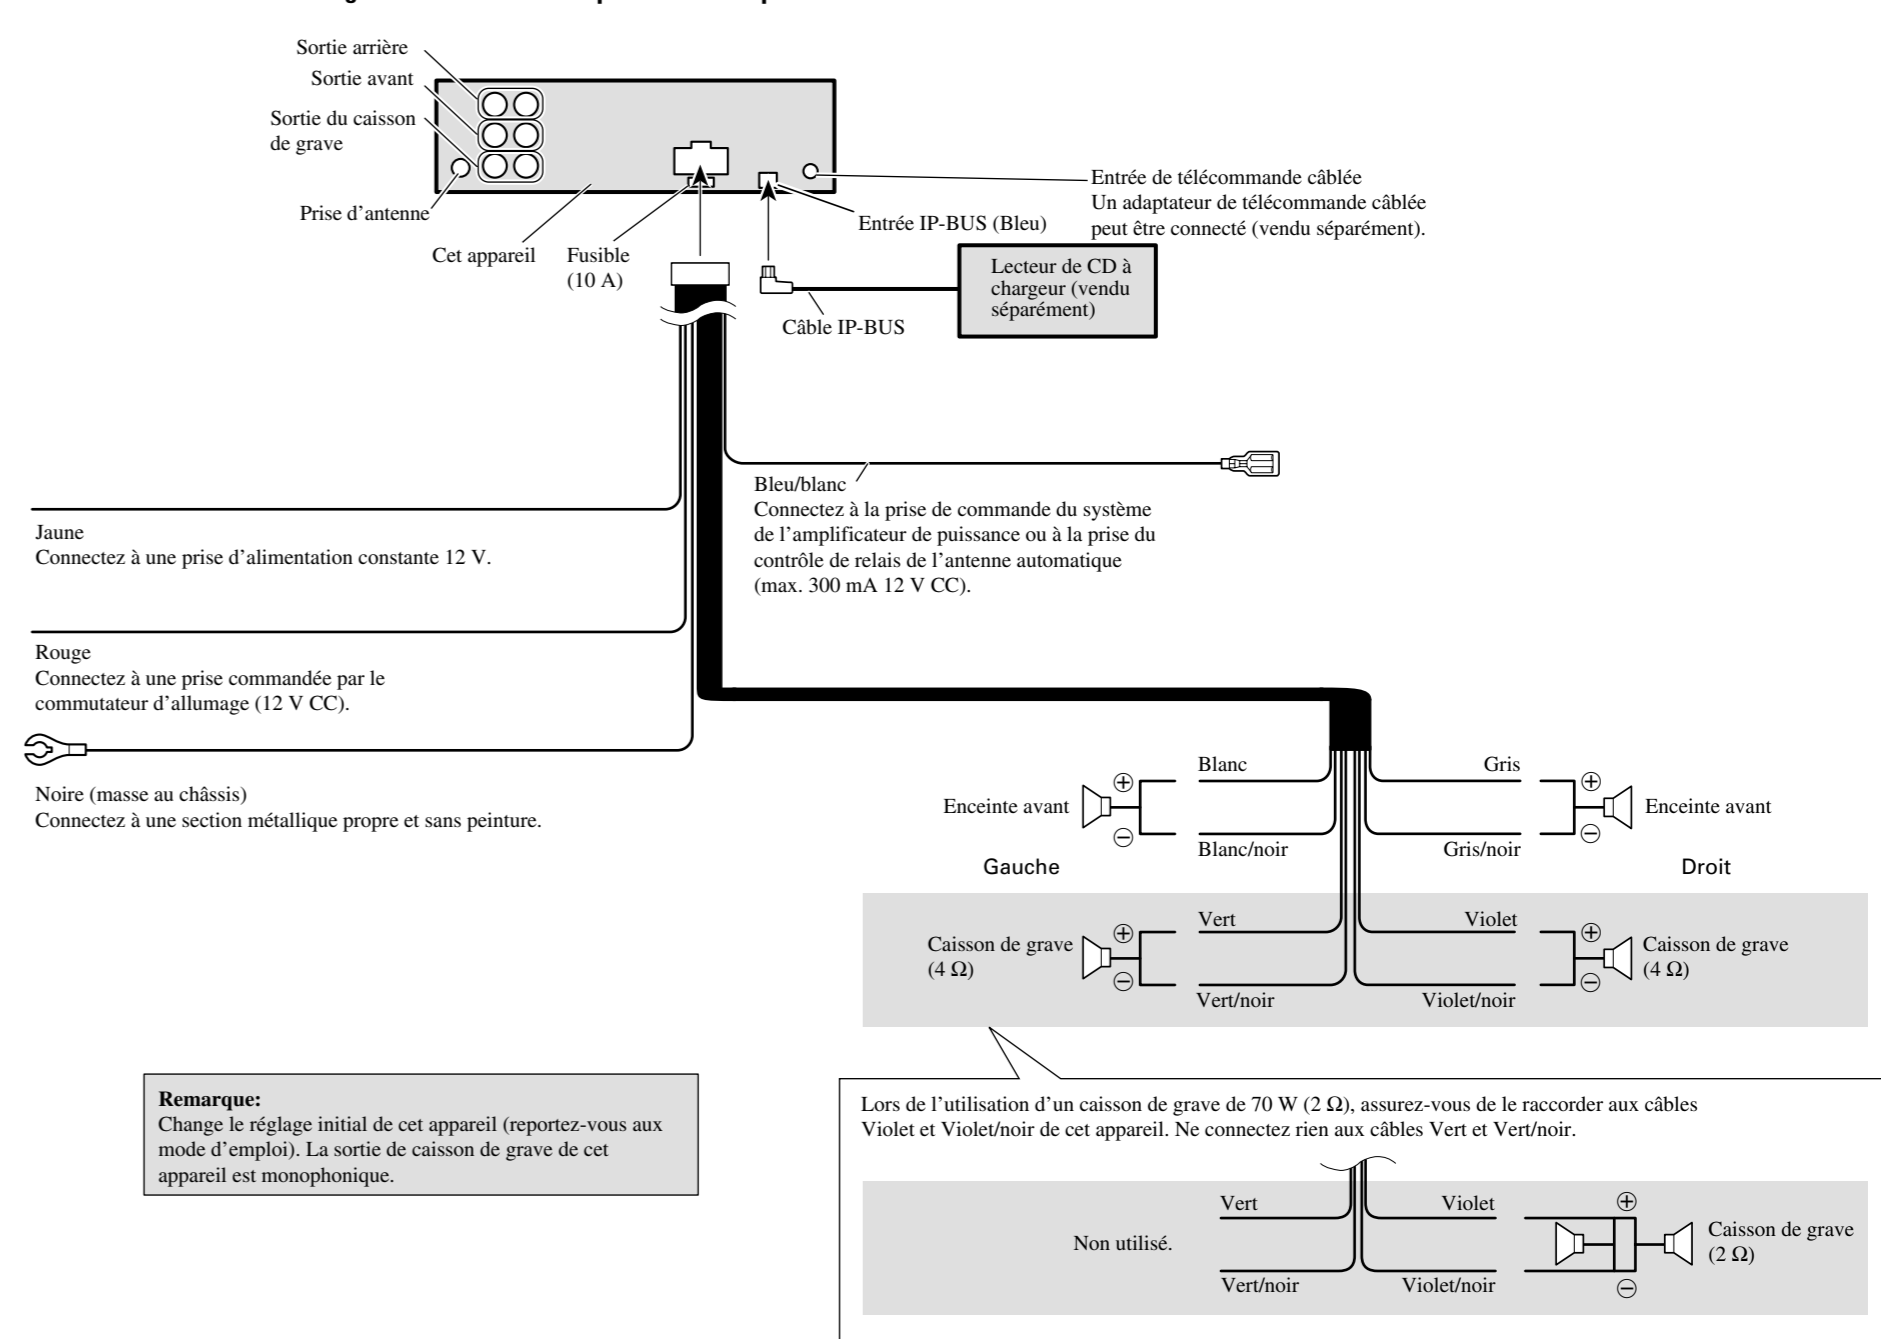 Sortie arrière
Sortie avant
Sortie du caisson
de grave
Prise d'antenne
Cet appareil
Fusible
(10 A)
Entrée IP-BUS (Bleu)
Entrée de télécommande câblée
Un adaptateur de télécommande câblée
peut être connecté (vendu séparément).
Lecteur de CD à
chargeur (vendu
séparément)
Câble IP-BUS
Bleu/blanc
Connectez à la prise de commande du système
de l'amplificateur de puissance ou à la prise du
contrôle de relais de l'antenne automatique
(max. 300 mA 12 V CC).
Jaune
Connectez à une prise d'alimentation constante 12 V.
Rouge
Connectez à une prise commandée par le
commutateur d'allumage (12 V CC).
Noire (masse au châssis)
Connectez à une section métallique propre et sans peinture.
Blanc
Gris
Enceinte avant
⊕
⊕
Enceinte avant
⊖
⊖
Blanc/noir
Gris/noir
Gauche
Droit
Vert
Violet
Caisson de grave
(4 Ω)
⊕
⊕
Caisson de grave
(4 Ω)
⊖
⊖
Vert/noir
Violet/noir
Remarque:
Change le réglage initial de cet appareil (reportez-vous aux
mode d'emploi). La sortie de caisson de grave de cet
appareil est monophonique.
Lors de l'utilisation d'un caisson de grave de 70 W (2 Ω), assurez-vous de le raccorder aux câbles
Violet et Violet/noir de cet appareil. Ne connectez rien aux câbles Vert et Vert/noir.
Vert
Violet
⊕
Non utilisé.
Caisson de grave
(2 Ω)
Vert/noir
Violet/noir
⊖